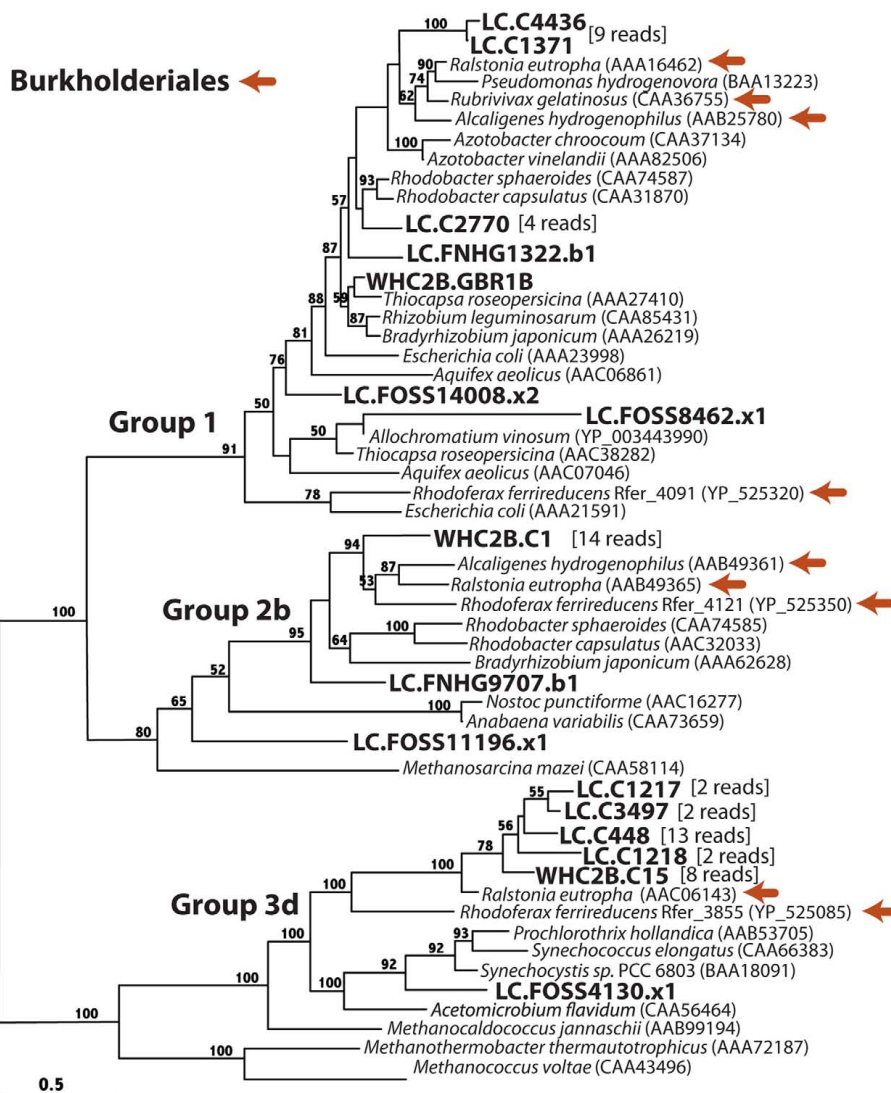 100
LC.C4436
[9 reads]
LC.C1371
90
Ralstonia eutropha (AAA16462)
Burkholderiales
74
Pseudomonas hydrogenovora (BAA13223)
62
Rubrivivax gelatinosus (CAA36755)
Alcaligenes hydrogenophilus (AAB25780)
100
Azotobacter chroocoum (CAA37134)
Azotobacter vinelandii (AAA82506)
93
Rhodobacter sphaeroides (CAA74587)
Rhodobacter capsulatus (CAA31870)
57
LC.C2770 [4 reads]
87
LC.FNHG1322.b1
WHC2B.GBR1B
88
59
Thiocapsa roseopersicina (AAA27410)
87
Rhizobium leguminosarum (CAA85431)
Bradyrhizobium japonicum (AAA26219)
81
Escherichia coli (AAA23998)
76
Aquifex aeolicus (AAC06861)
LC.FOSS14008.x2
50
Group 1
LC.FOSS8462.x1
50
Allochromatium vinosum (YP_003443990)
91
Thiocapsa roseopersicina (AAC38282)
Aquifex aeolicus (AAC07046)
78
Rhodoferax ferrireducens Rfer_4091 (YP_525320)
Escherichia coli (AAA21591)
WHC2B.C1 [14 reads]
94
87
Alcaligenes hydrogenophilus (AAB49361)
53
Ralstonia eutropha (AAB49365)
100
Group 2b
Rhodoferax ferrireducens Rfer_4121 (YP_525350)
95
100
Rhodobacter sphaeroides (CAA74585)
64
Rhodobacter capsulatus (AAC32033)
Bradyrhizobium japonicum (AAA62628)
52
LC.FNHG9707.b1
65
100
Nostoc punctiforme (AAC16277)
Anabaena variabilis (CAA73659)
80
LC.FOSS11196.x1
Methanosarcina mazei (CAA58114)
55
LC.C1217 [2 reads]
LC.C3497 [2 reads]
56
LC.C448 [13 reads]
78
LC.C1218 [2 reads]
100
WHC2B.C15 [8 reads]
100
Ralstonia eutropha (AAC06143)
Group 3d
Rhodoferax ferrireducens Rfer_3855 (YP_525085)
100
93
Prochlorothrix hollandica (AAB53705)
92
Synechococcus elongatus (CAA66383)
92
Synechocystis sp. PCC 6803 (BAA18091)
100
100
LC.FOSS4130.x1
Acetomicrobium flavidum (CAA56464)
100
Methanocaldococcus jannaschii (AAB99194)
100
Methanothermobacter thermautotrophicus (AAA72187)
Methanococcus voltae (CAA43496)
0.5